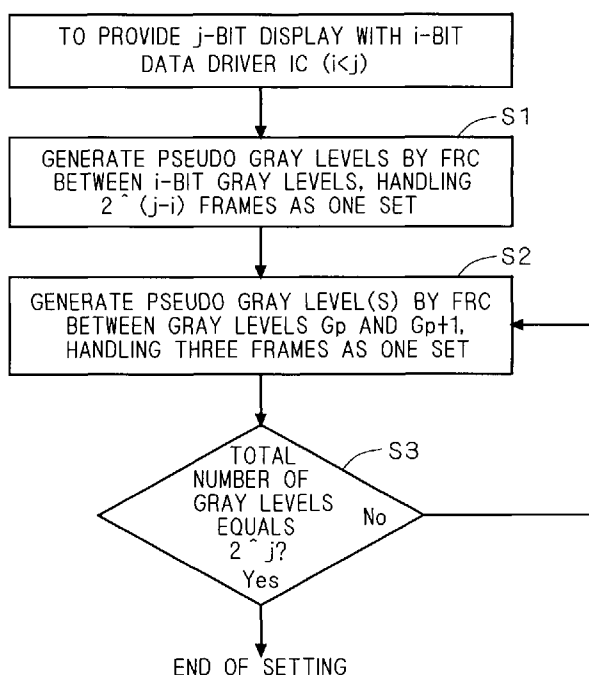 TO PROVIDE j-BIT DISPLAY WITH i-BIT
DATA DRIVER IC (i<j)
S1
GENERATE PSEUDO GRAY LEVELS BY FRC
BETWEEN i-BIT GRAY LEVELS, HANDLING
2^(j-i) FRAMES AS ONE SET
S2
GENERATE PSEUDO GRAY LEVEL(S) BY FRC
BETWEEN GRAY LEVELS Gp AND Gp+1,
HANDLING THREE FRAMES AS ONE SET
S3
TOTAL
NUMBER OF
GRAY LEVELS
EQUALS
2^j?
No
Yes
END OF SETTING